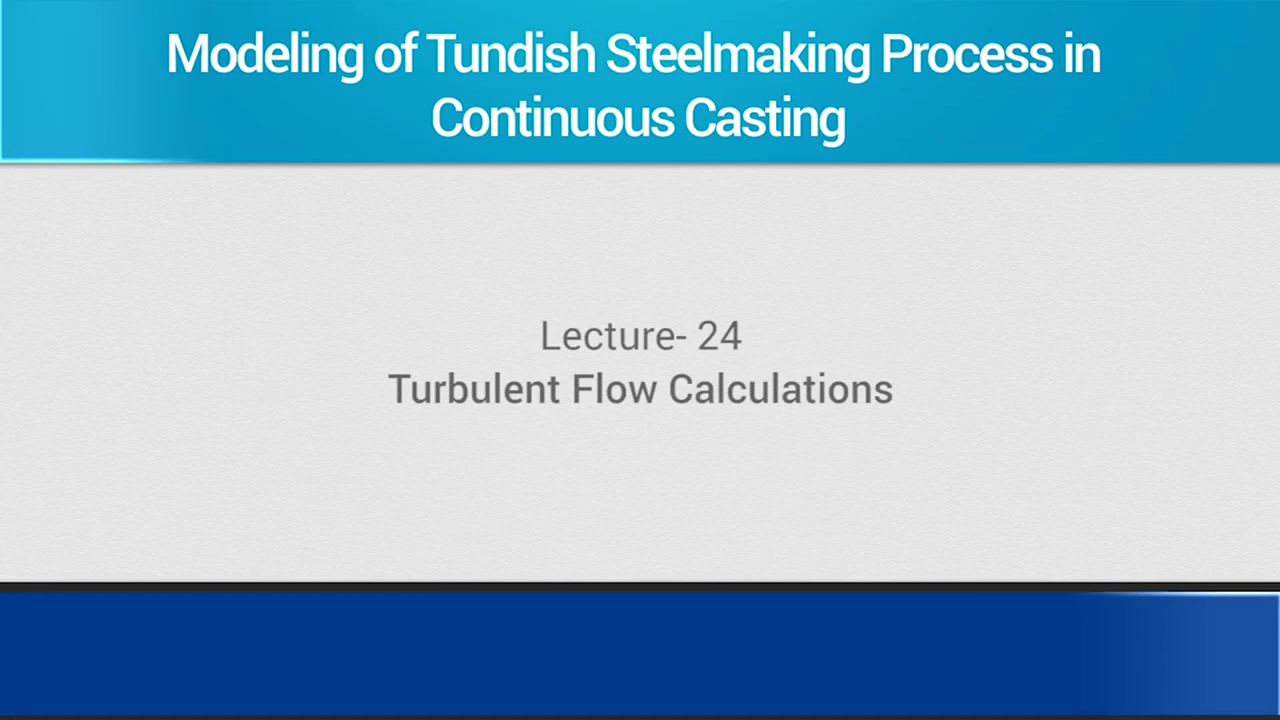 Modeling of Tundish Steelmaking Process in
Continuous Casting
Lecture- 24
Turbulent Flow Calculations